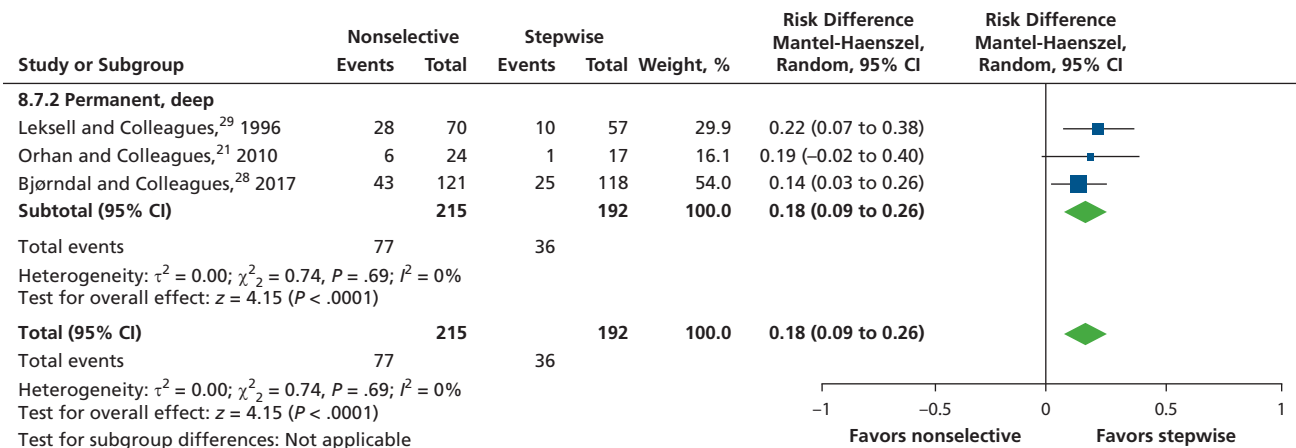 Nonselective Stepwise Risk Difference Mantel-Haenszel, Random, 95% CI Risk Difference Mantel-Haenszel, Random, 95% CI
Study or Subgroup Events Total Events Total Weight, %
8.7.2 Permanent, deep
Leksell and Colleagues,²⁹ 1996 28 70 10 57 29.9 0.22 (0.07 to 0.38)
Orhan and Colleagues,²¹ 2010 6 24 1 17 16.1 0.19 (–0.02 to 0.40)
Bjørndal and Colleagues,²⁸ 2017 43 121 25 118 54.0 0.14 (0.03 to 0.26)
Subtotal (95% CI) 215 192 100.0 0.18 (0.09 to 0.26)
Total events 77 36
Heterogeneity: τ² = 0.00; χ²₂ = 0.74, P = .69; I² = 0%
Test for overall effect: z = 4.15 (P < .0001)
Total (95% CI) 215 192 100.0 0.18 (0.09 to 0.26)
Total events 77 36
Heterogeneity: τ² = 0.00; χ²₂ = 0.74, P = .69; I² = 0%
Test for overall effect: z = 4.15 (P < .0001)
Test for subgroup differences: Not applicable
–1 –0.5 0 0.5 1
Favors nonselective Favors stepwise